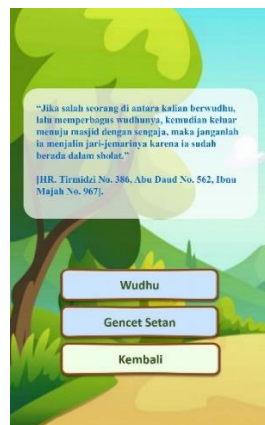 “Jika salah seorang di antara kalian berwudhu,
lalu memperbagus wudhunya, kemudian keluar
menuju masjid dengan sengaja, maka janganlah
ia menjalin jari-jemarinya karena ia sudah
berada dalam sholat.”
[HR. Tirmidzi No. 386, Abu Daud No. 562, Ibnu
Majah No. 967].
Wudhu
Gencet Setan
Kembali